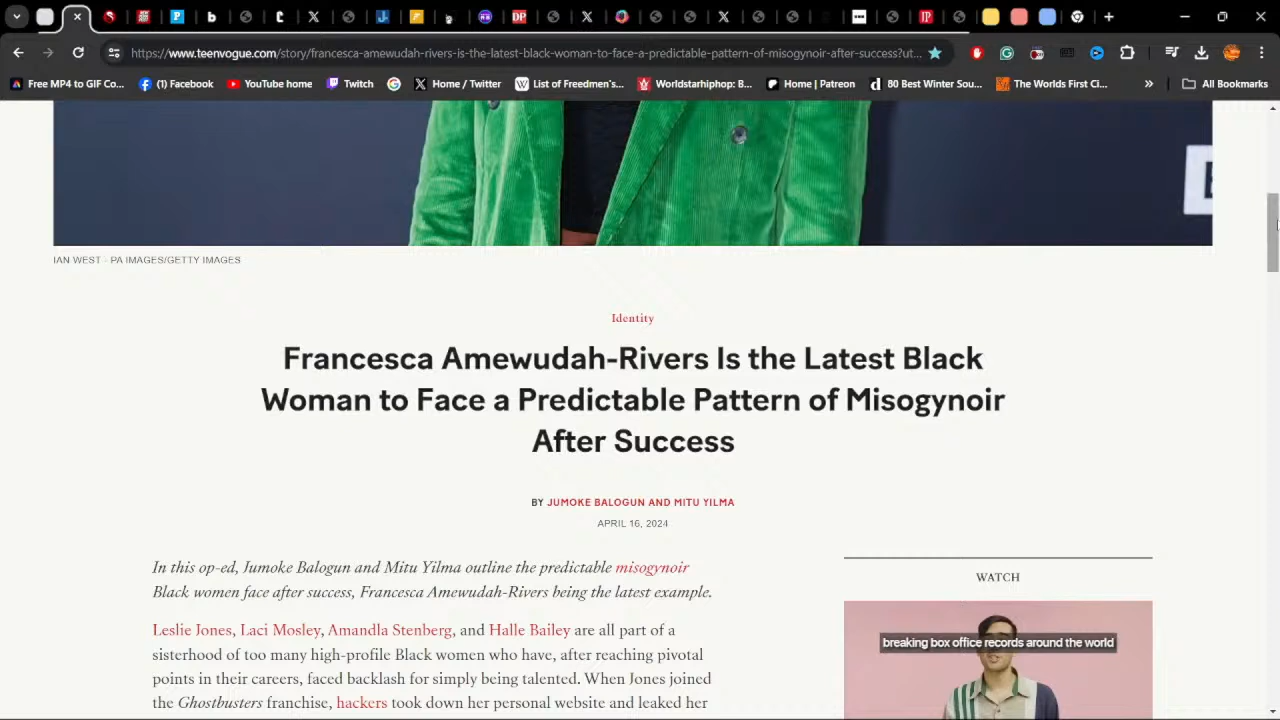 https://www.teenvogue.com/story/francesca-amewudah-rivers-is-the-latest-black-woman-to-face-a-predictable-pattern-of-misogynoir-after-success?ut...
Free MP4 to GIF Co...
(1) Facebook
YouTube home
Twitch
Home / Twitter
List of Freedmen's...
Worldstarhiphop: B...
Home | Patreon
80 Best Winter Sou...
The Worlds First Cl...
»
All Bookmarks
IAN WEST - PA IMAGES/GETTY IMAGES
Identity
Francesca Amewudah-Rivers Is the Latest Black
Woman to Face a Predictable Pattern of Misogynoir
After Success
BY JUMOKE BALOGUN AND MITU YILMA
APRIL 16, 2024
In this op-ed, Jumoke Balogun and Mitu Yilma outline the predictable misogynoir
Black women face after success, Francesca Amewudah-Rivers being the latest example.
Leslie Jones, Laci Mosley, Amandla Stenberg, and Halle Bailey are all part of a
sisterhood of too many high-profile Black women who have, after reaching pivotal
points in their careers, faced backlash for simply being talented. When Jones joined
the Ghostbusters franchise, hackers took down her personal website and leaked her
WATCH
breaking box office records around the world